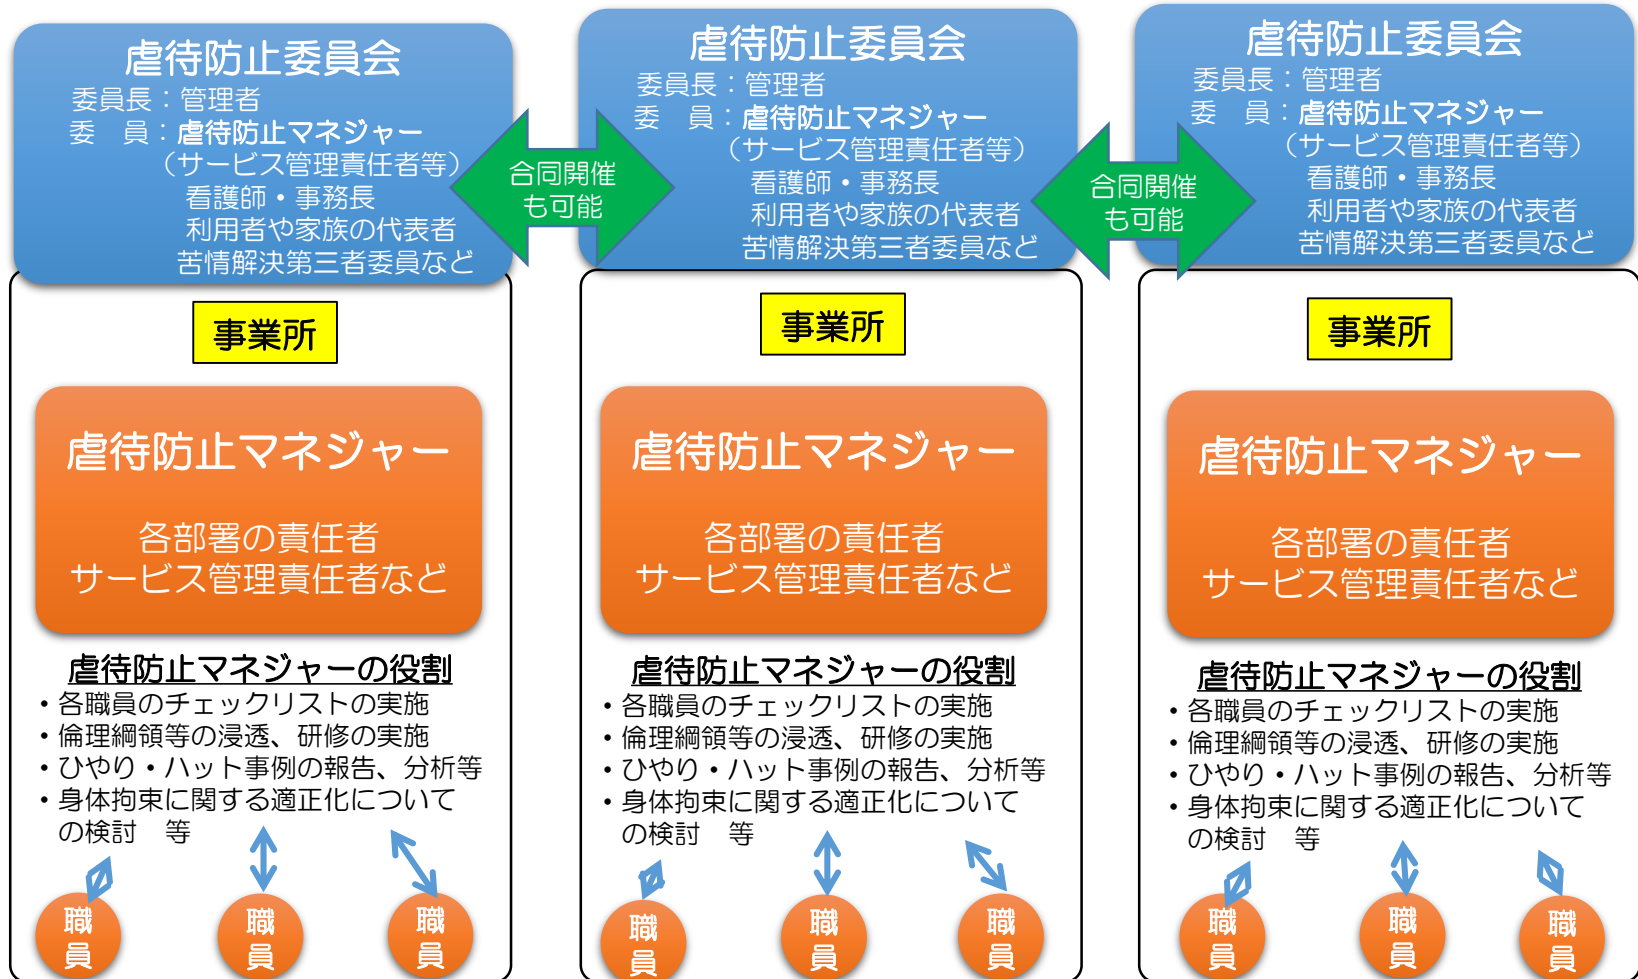 虐待防止委員会
委員長：管理者
委　員：虐待防止マネジャー
（サービス管理責任者等）
看護師・事務長
利用者や家族の代表者
苦情解決第三者委員など
合同開催
も可能
虐待防止委員会
委員長：管理者
委　員：虐待防止マネジャー
（サービス管理責任者等）
看護師・事務長
利用者や家族の代表者
苦情解決第三者委員など
合同開催
も可能
虐待防止委員会
委員長：管理者
委　員：虐待防止マネジャー
（サービス管理責任者等）
看護師・事務長
利用者や家族の代表者
苦情解決第三者委員など
事業所
虐待防止マネジャー
各部署の責任者
サービス管理責任者など
虐待防止マネジャーの役割
・各職員のチェックリストの実施
・倫理綱領等の浸透、研修の実施
・ひやり・ハット事例の報告、分析等
・身体拘束に関する適正化について
の検討　等
職
員
職
員
職
員
事業所
虐待防止マネジャー
各部署の責任者
サービス管理責任者など
虐待防止マネジャーの役割
・各職員のチェックリストの実施
・倫理綱領等の浸透、研修の実施
・ひやり・ハット事例の報告、分析等
・身体拘束に関する適正化について
の検討　等
職
員
職
員
職
員
事業所
虐待防止マネジャー
各部署の責任者
サービス管理責任者など
虐待防止マネジャーの役割
・各職員のチェックリストの実施
・倫理綱領等の浸透、研修の実施
・ひやり・ハット事例の報告、分析等
・身体拘束に関する適正化について
の検討　等
職
員
職
員
職
員